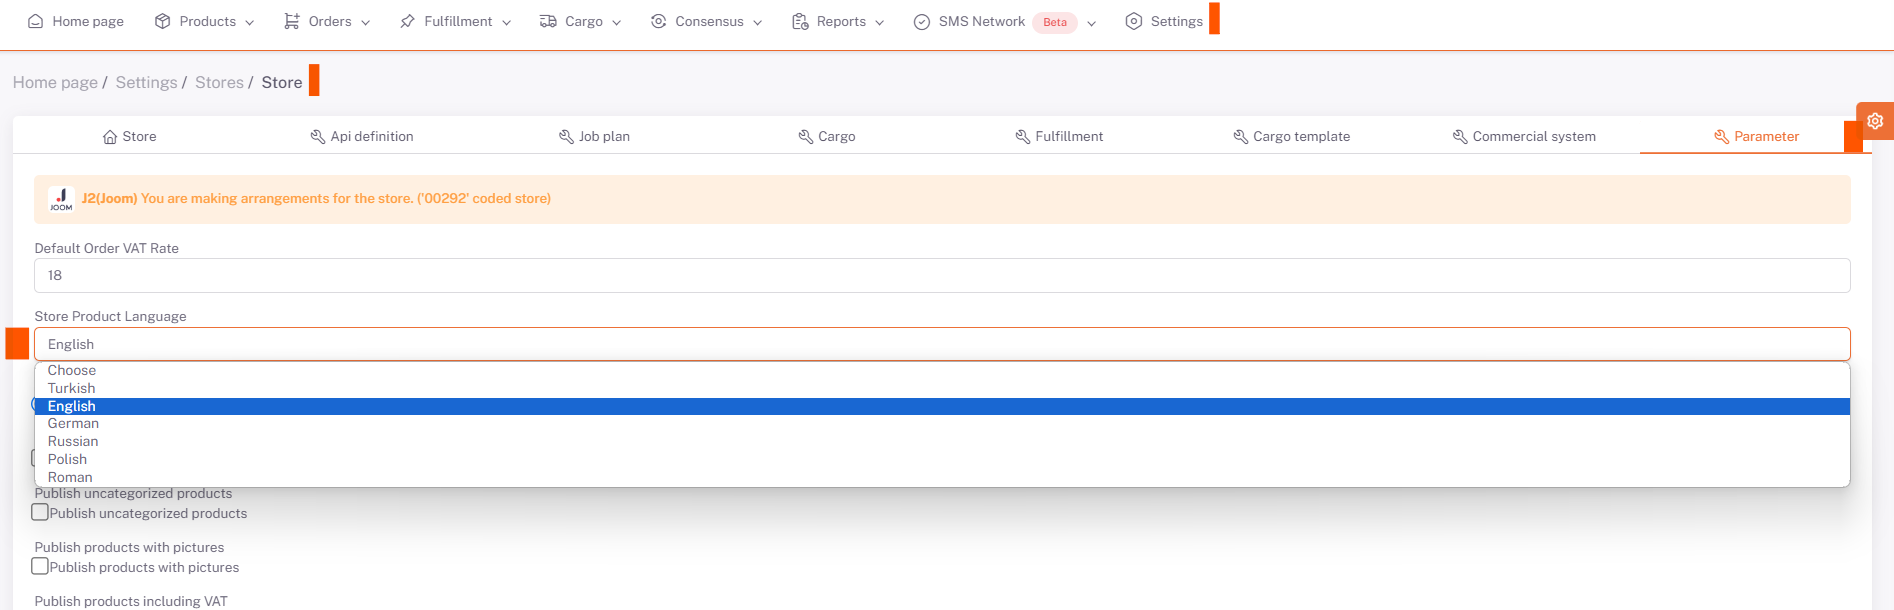 Home page Products Orders Fulfillment Cargo Consensus Reports SMS Network Beta Settings
Home page / Settings / Stores / Store
Store Api definition Job plan Cargo Fulfillment Cargo template Commercial system Parameter
JOOM J2(Joom) You are making arrangements for the store. ('00292' coded store)
Default Order VAT Rate
18
Store Product Language
English
Choose
Turkish
English
German
Russian
Polish
Roman
Publish uncategorized products
Publish uncategorized products
Publish products with pictures
Publish products with pictures
Publish products including VAT